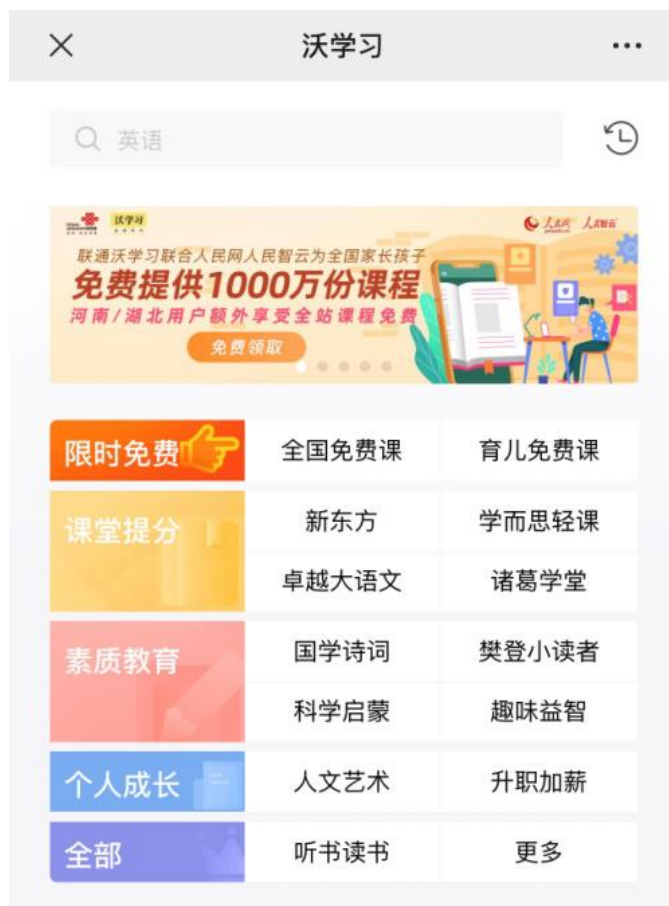 沃学习
英语
沃学习
人民网 人民智云
联通沃学习联合人民网人民智云为全国家长孩子
免费提供1000万份课程
河南/湖北用户额外享受全站课程免费
免费领取
限时免费 全国免费课 育儿免费课
课堂提分 新东方 学而思轻课
卓越大语文 诸葛学堂
素质教育 国学诗词 樊登小读者
科学启蒙 趣味益智
个人成长 人文艺术 升职加薪
全部 听书读书 更多